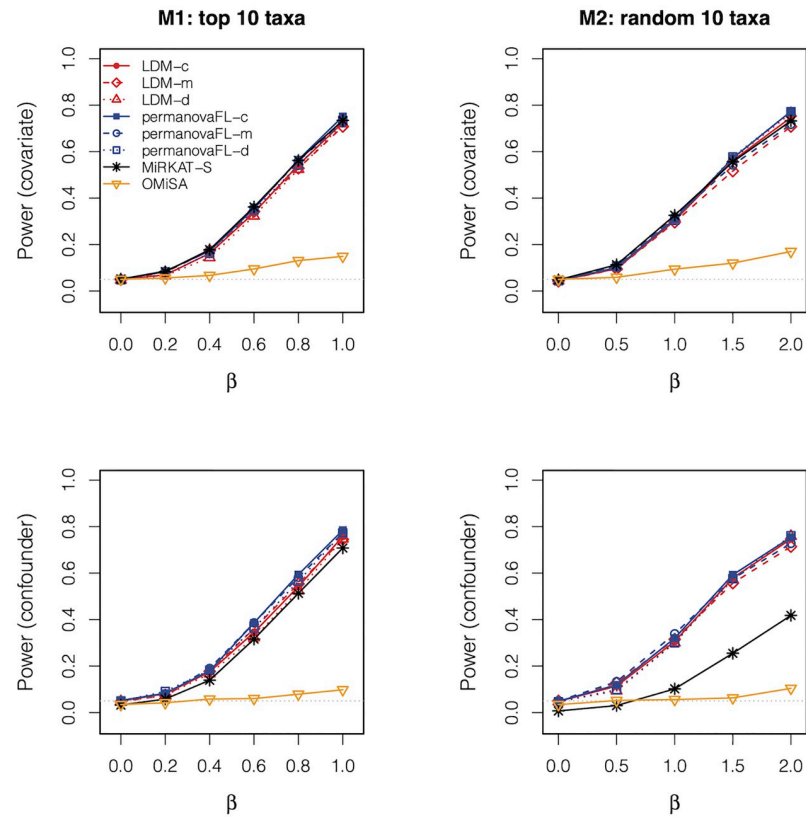 M1: top 10 taxa
M2: random 10 taxa
Power (covariate)
1.0
0.8
0.6
0.4
0.2
0.0
LDM-c
LDM-m
LDM-d
permanovaFL-c
permanovaFL-m
permanovaFL-d
MiRKAT-S
OMiSA
0.0 0.2 0.4 0.6 0.8 1.0
β
Power (covariate)
1.0
0.8
0.6
0.4
0.2
0.0
0.0 0.5 1.0 1.5 2.0
β
Power (confounder)
1.0
0.8
0.6
0.4
0.2
0.0
0.0 0.2 0.4 0.6 0.8 1.0
β
Power (confounder)
1.0
0.8
0.6
0.4
0.2
0.0
0.0 0.5 1.0 1.5 2.0
β